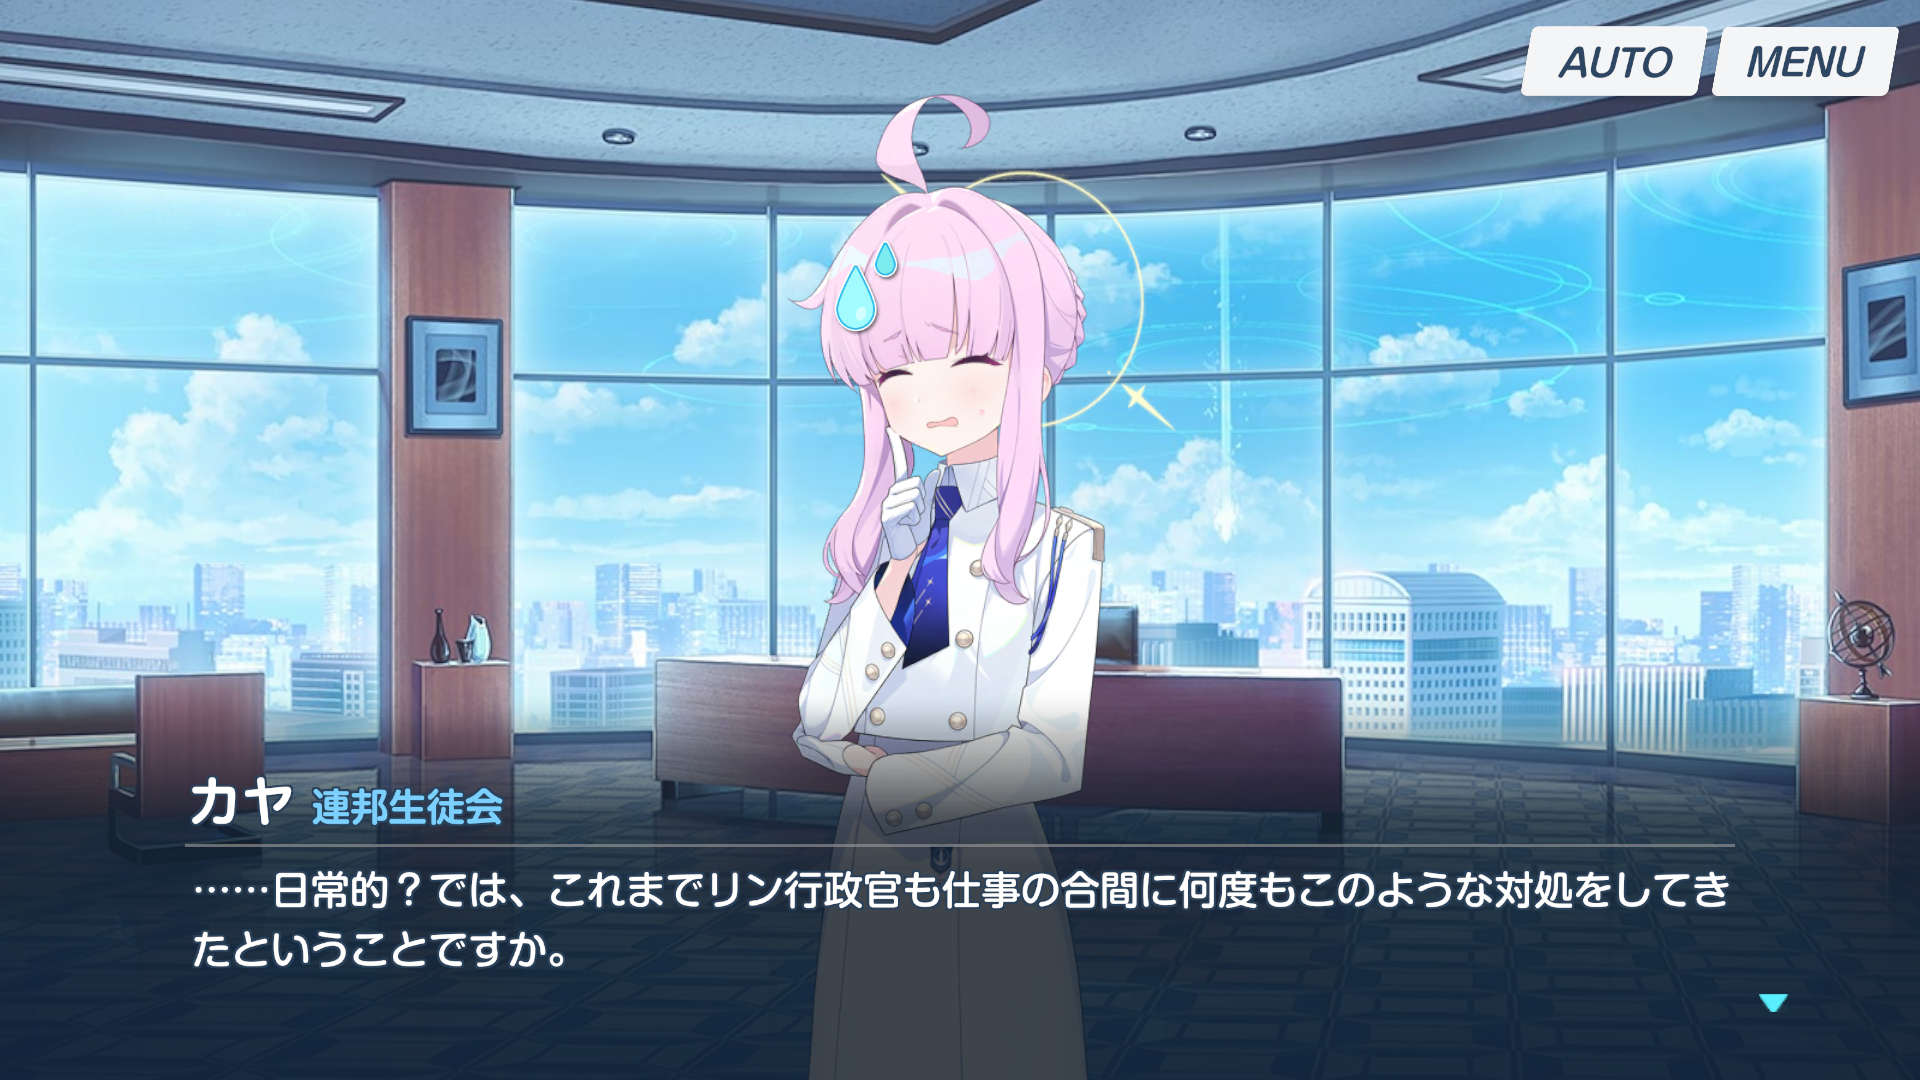 AUTO
MENU
カヤ 連邦生徒会
……日常的？では、これまでリン行政官も仕事の合間に何度もこのような対処をしてき
たということですか。